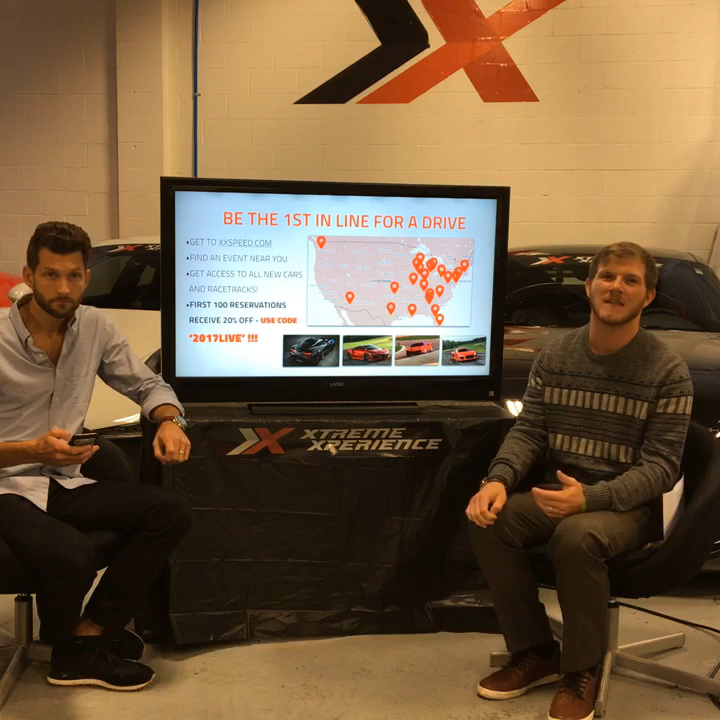 BE THE 1ST IN LINE FOR A DRIVE
•GET TO XXSPEED.COM
•FIND AN EVENT NEAR YOU
•GET ACCESS TO ALL NEW CARS
AND RACETRACKS!
•FIRST 100 RESERVATIONS
RECEIVE 20% OFF - USE CODE
'2017LIVE' !!!
VIZIO
XTREME
XPERIENCE